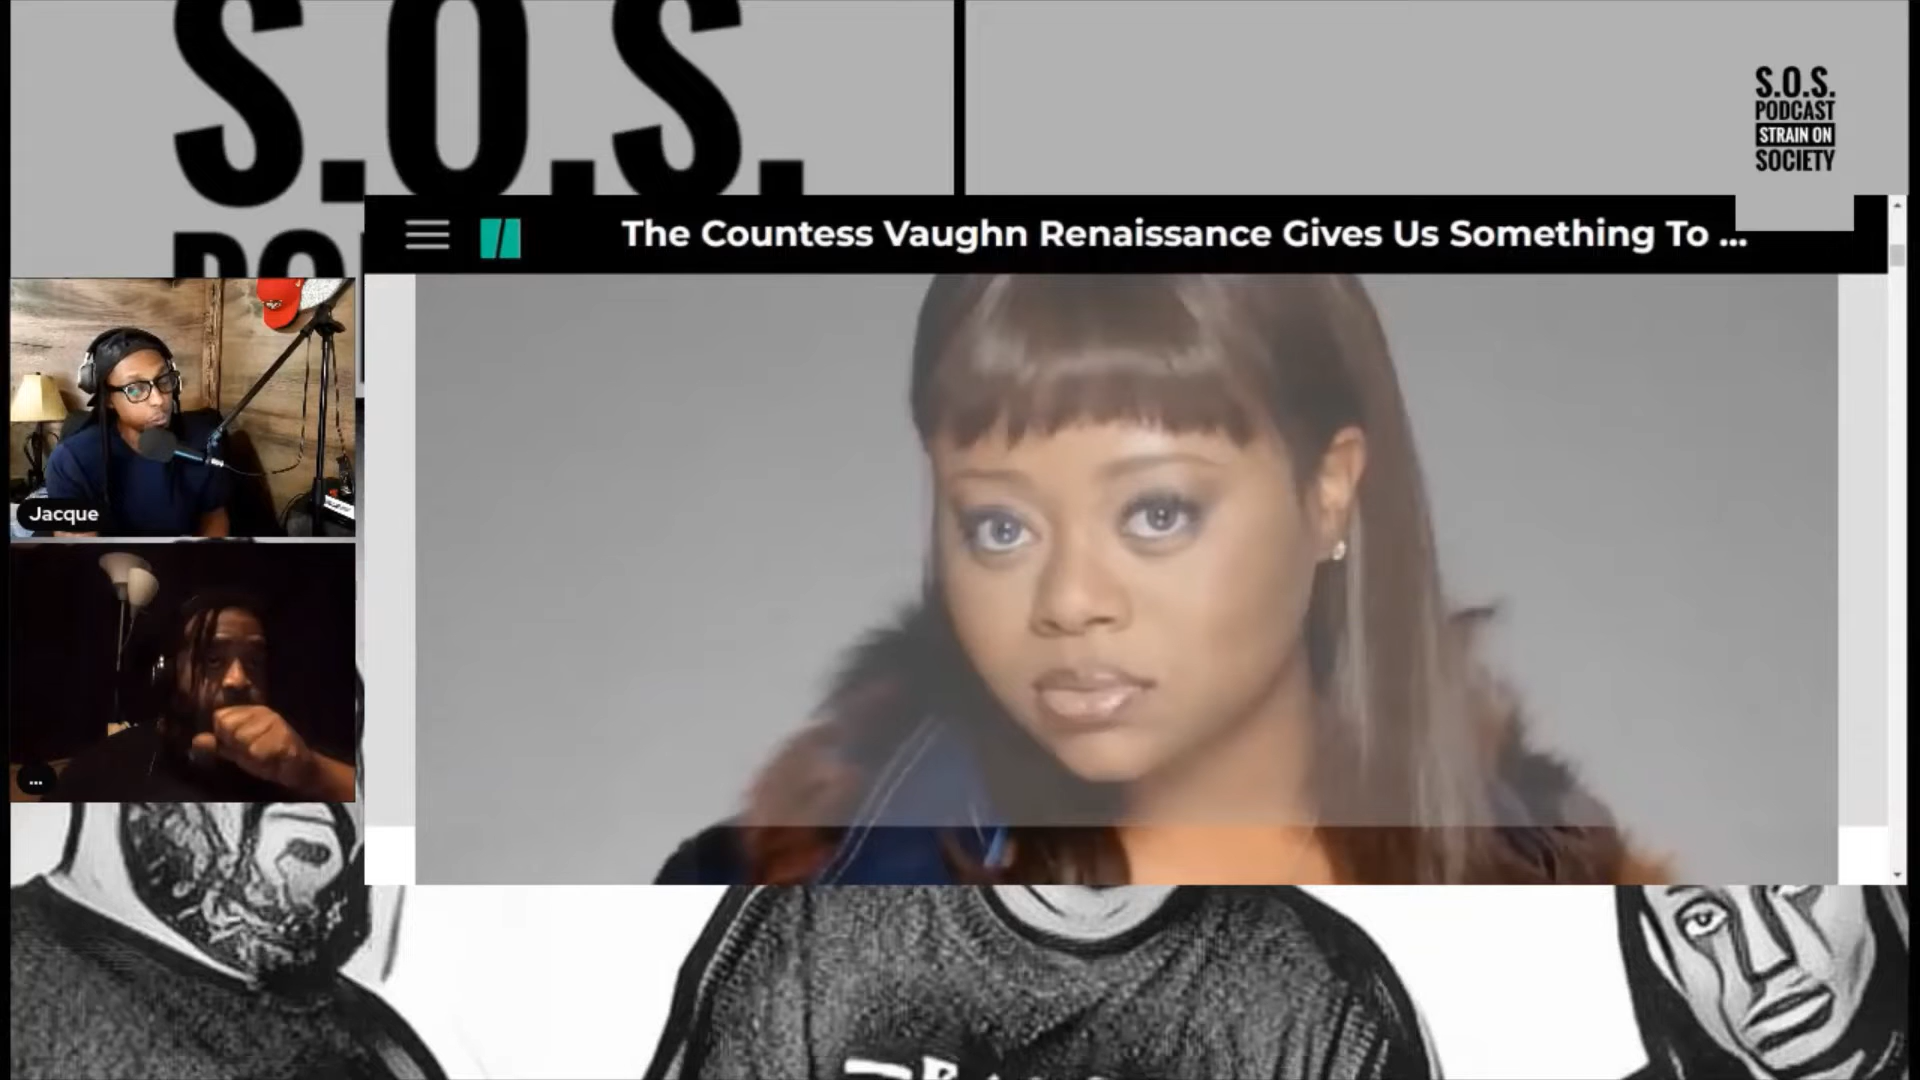 S.O.S.
S.O.S.
PODCAST
STRAIN ON
SOCIETY
The Countess Vaughn Renaissance Gives Us Something To ...
Jacque
...